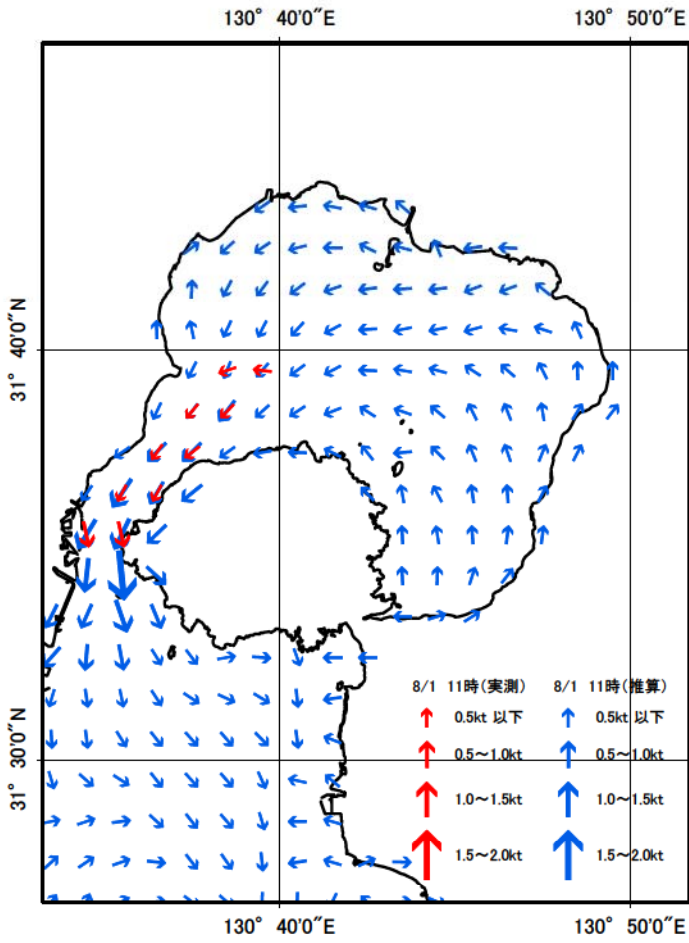 130° 40'0"E 130° 50'0"E
31° 40'0"N
31° 30'0"N
8/1 11時(実測) 8/1 11時(推算)
0.5kt 以下 0.5kt 以下
0.5～1.0kt 0.5～1.0kt
1.0～1.5kt 1.0～1.5kt
1.5～2.0kt 1.5～2.0kt
130° 40'0"E 130° 50'0"E